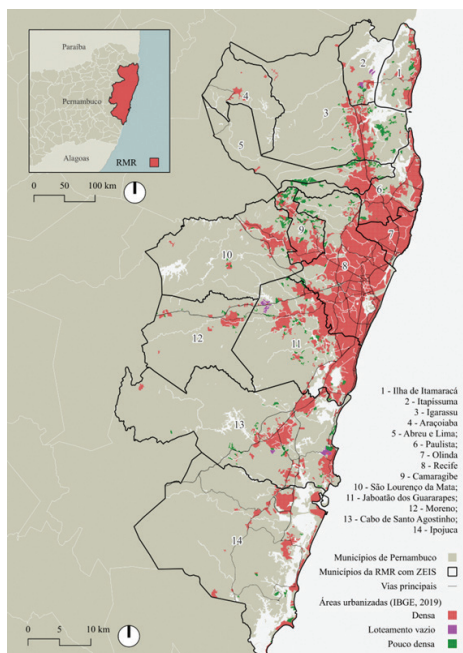 Paraíba
Pernambuco
Alagoas
RMR
0 50 100 km
1
2
3
4
5
6
7
8
9
10
11
12
13
14
1 - Ilha de Itamaracá
2 - Itapissuma
3 - Igarassu
4 - Araçoiaba
5 - Abreu e Lima;
6 - Paulista;
7 - Olinda
8 - Recife
9 - Camaragibe
10 - São Lourenço da Mata;
11 - Jaboatão dos Guararapes;
12 - Moreno;
13 - Cabo de Santo Agostinho;
14 - Ipojuca
Municípios de Pernambuco
Municípios da RMR com ZEIS
Vias principais
Áreas urbanizadas (IBGE, 2019)
Densa
Loteamento vazio
Pouco densa
0 5 10 km